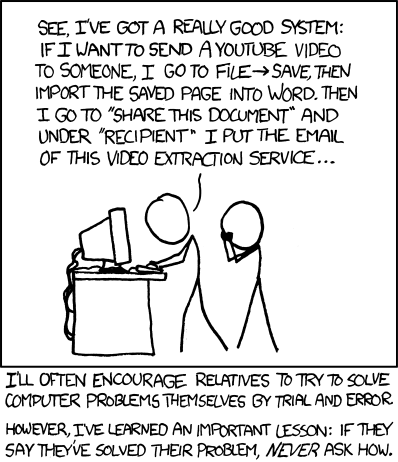 SEE, I'VE GOT A REALLY GOOD SYSTEM:
IF I WANT TO SEND A YOUTUBE VIDEO
TO SOMEONE, I GO TO FILE→SAVE, THEN
IMPORT THE SAVED PAGE INTO WORD. THEN
I GO TO "SHARE THIS DOCUMENT" AND
UNDER "RECIPIENT" I PUT THE EMAIL
OF THIS VIDEO EXTRACTION SERVICE...
I'LL OFTEN ENCOURAGE RELATIVES TO TRY TO SOLVE
COMPUTER PROBLEMS THEMSELVES BY TRIAL AND ERROR.
HOWEVER, I'VE LEARNED AN IMPORTANT LESSON: IF THEY
SAY THEY'VE SOLVED THEIR PROBLEM, NEVER ASK HOW.